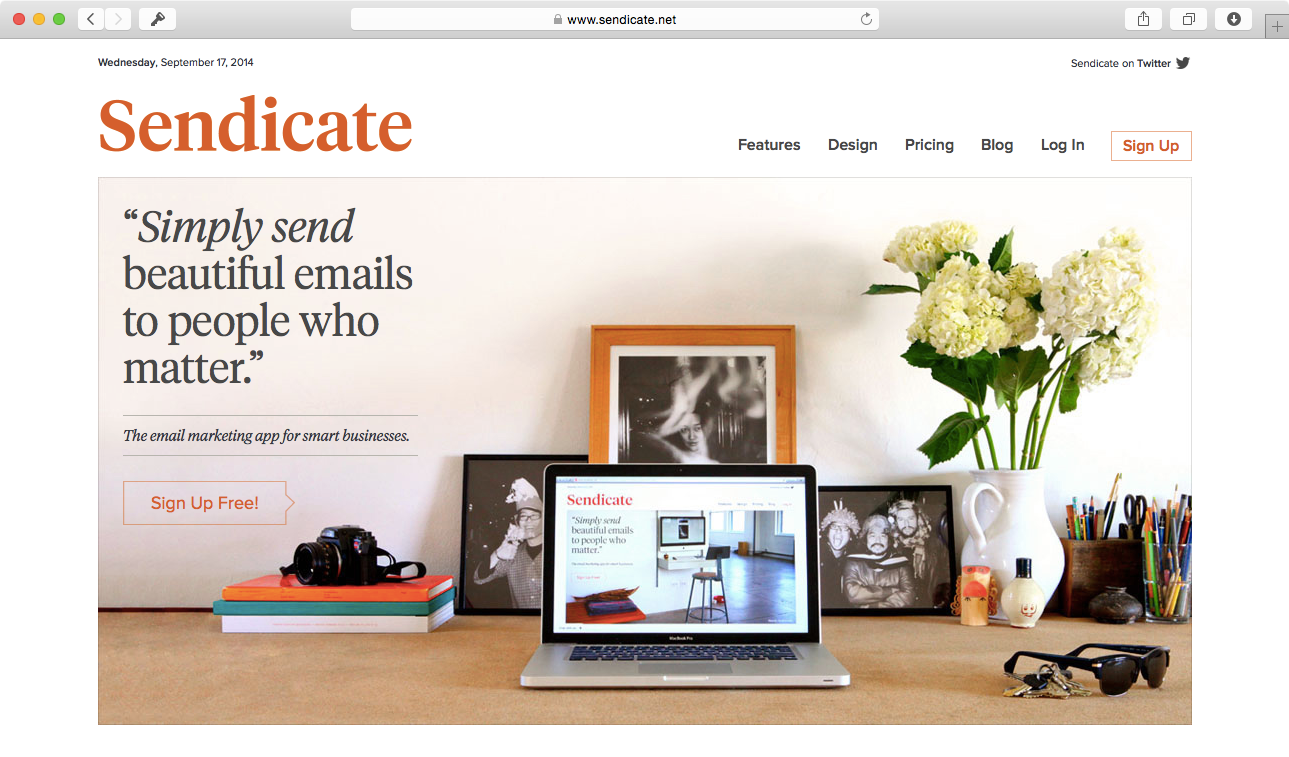 www.sendicate.net
Wednesday, September 17, 2014
Sendicate on Twitter
Sendicate
Features Design Pricing Blog Log In Sign Up
“Simply send
beautiful emails
to people who
matter.”
The email marketing app for smart businesses.
Sign Up Free!
Sendicate
“Simply send
beautiful emails
to people who
matter.”
MacBook Pro